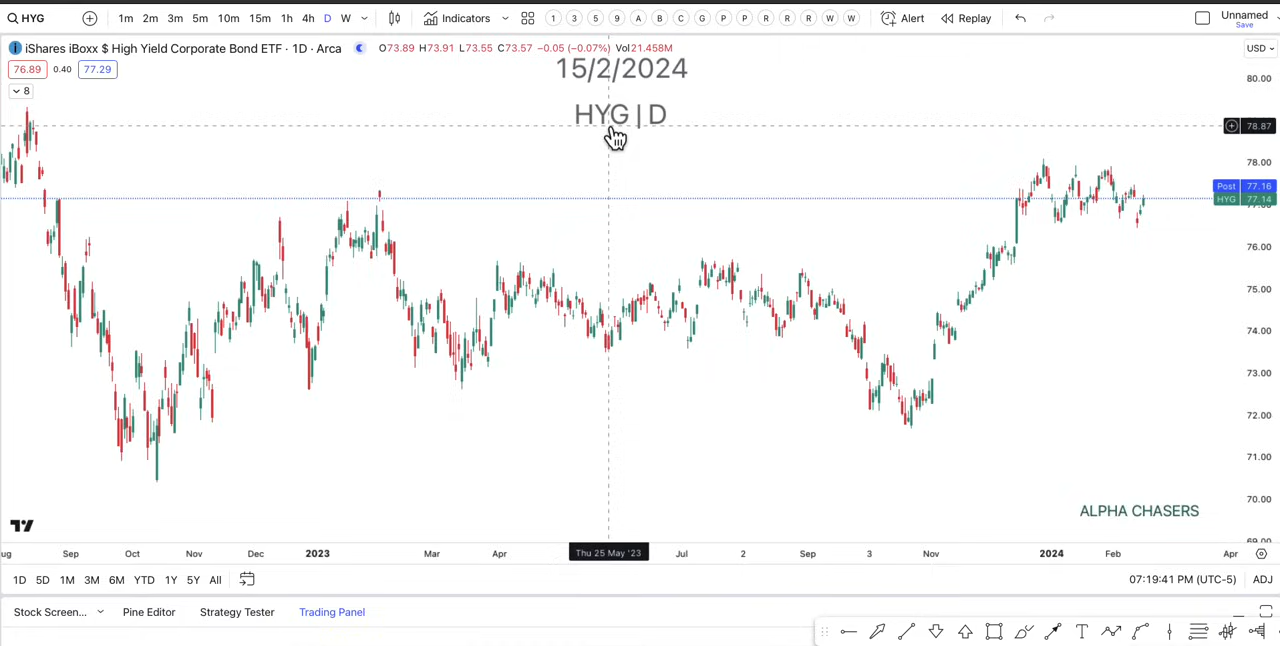 HYG 1m 2m 3m 5m 10m 15m 1h 4h D W Indicators 1 3 5 9 A B C G P P R R R W W Alert Replay Unnamed
Save
iShares iBoxx $ High Yield Corporate Bond ETF · 1D · Arca O73.89 H73.91 L73.55 C73.57 −0.05 (−0.07%) Vol21.458M USD
76.89 0.40 77.29
15/2/2024
80.00
8
HYG | D
78.87
78.00
Post 77.16
HYG 77.14
77.00
76.00
75.00
74.00
73.00
72.00
71.00
70.00
ALPHA CHASERS
69.00
ug Sep Oct Nov Dec 2023 Mar Apr Thu 25 May '23 Jul 2 Sep 3 Nov 2024 Feb Apr
1D 5D 1M 3M 6M YTD 1Y 5Y All 07:19:41 PM (UTC-5) ADJ
Stock Screen... Pine Editor Strategy Tester Trading Panel